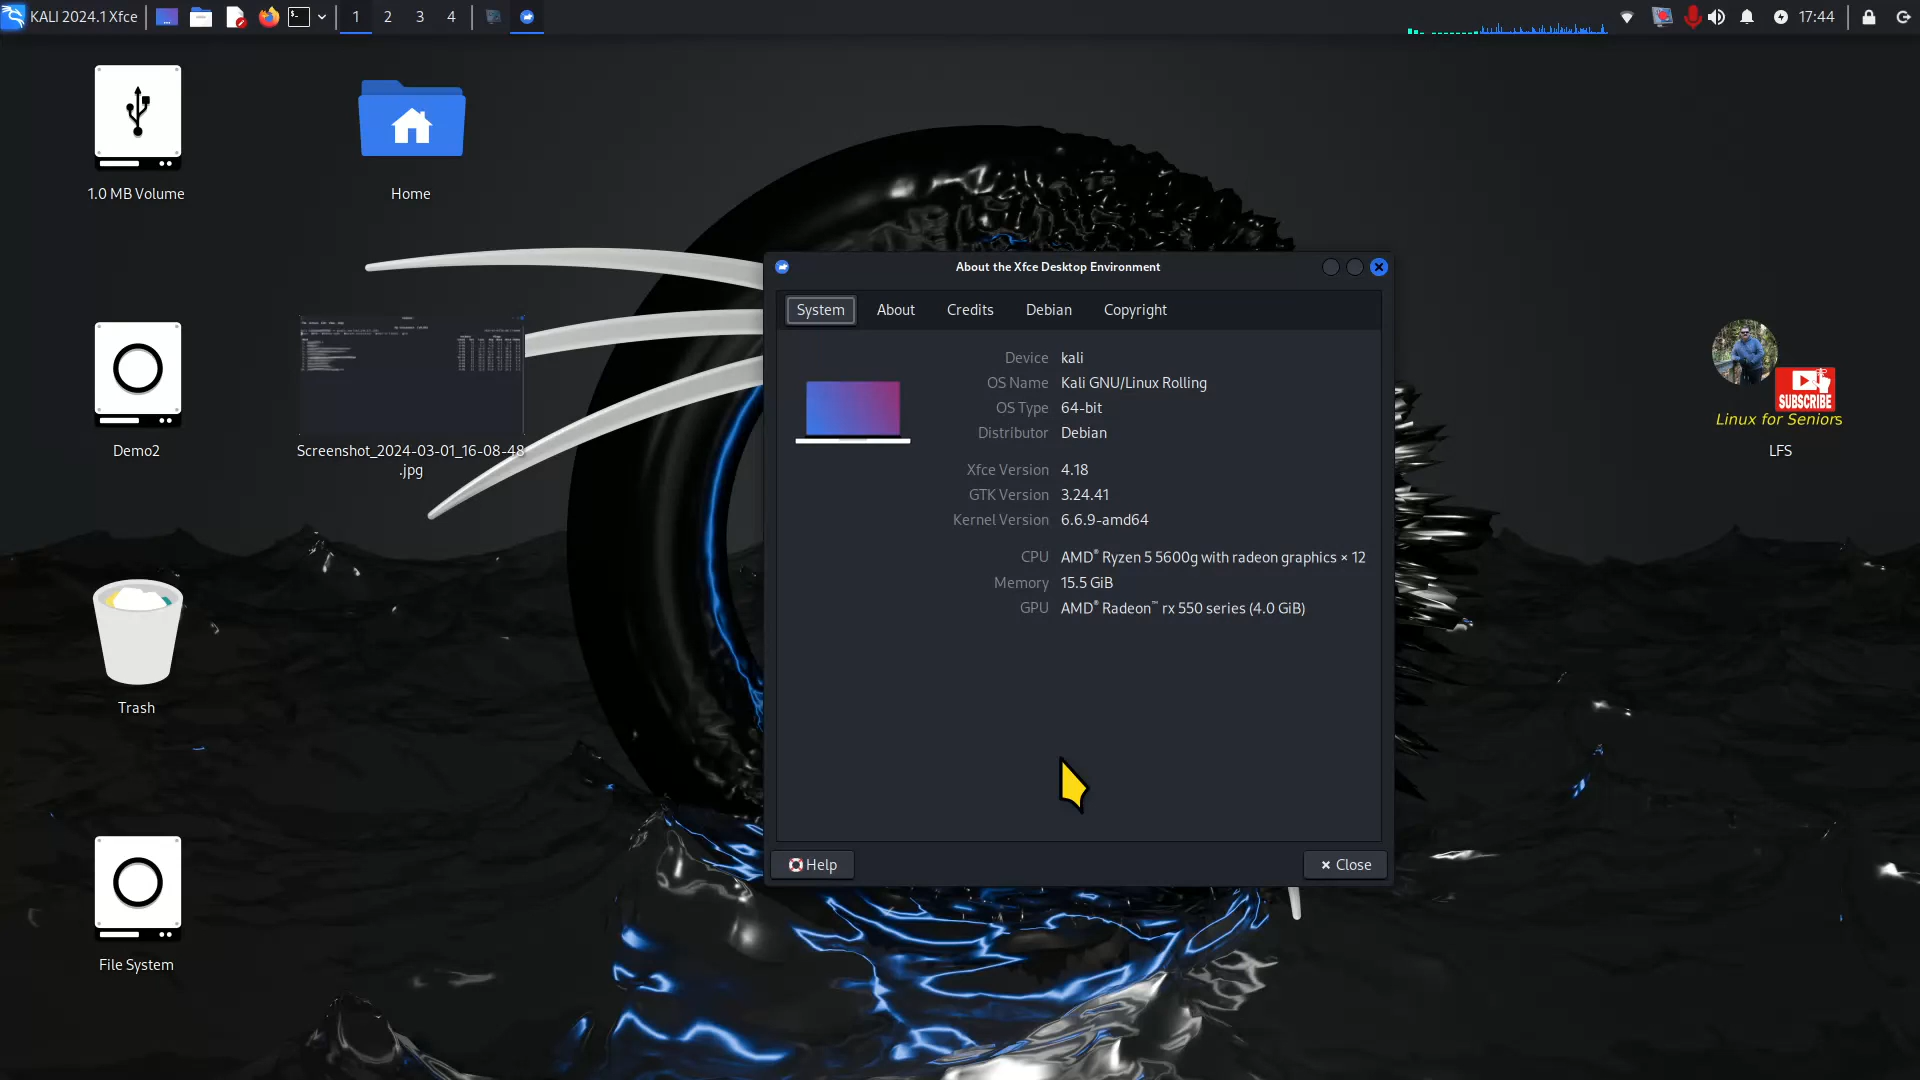 KALI 2024.1 Xfce
1 2 3 4
17:44
1.0 MB Volume
Home
Demo2
Screenshot_2024-03-01_16-08-48
.jpg
Trash
File System
About the Xfce Desktop Environment
System About Credits Debian Copyright
Device kali
OS Name Kali GNU/Linux Rolling
OS Type 64-bit
Distributor Debian
Xfce Version 4.18
GTK Version 3.24.41
Kernel Version 6.6.9-amd64
CPU AMD® Ryzen 5 5600g with radeon graphics × 12
Memory 15.5 GiB
GPU AMD® Radeon™ rx 550 series (4.0 GiB)
Help
Close
SUBSCRIBE
Linux for Seniors
LFS